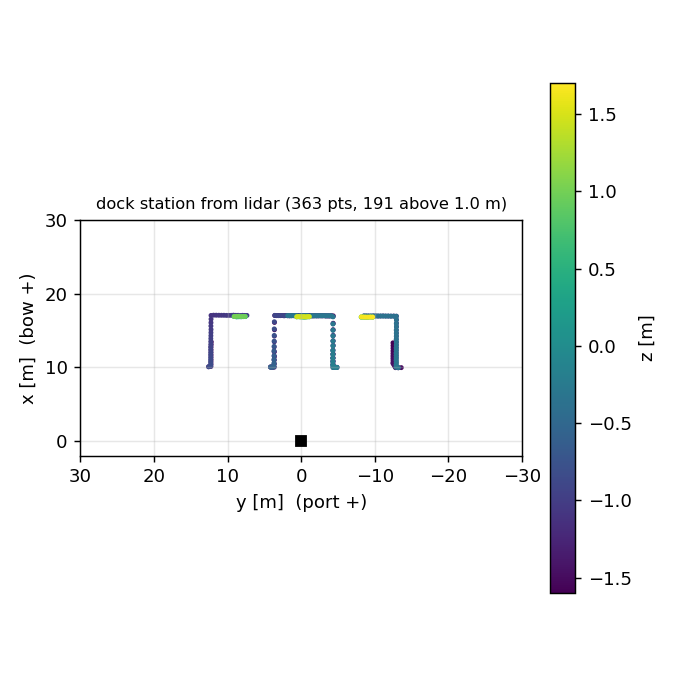 dock station from lidar (363 pts, 191 above 1.0 m)
30
20
10
0
30 20 10 0 −10 −20 −30
x [m] (bow +)
y [m] (port +)
1.5
1.0
0.5
0.0
−0.5
−1.0
−1.5
z [m]